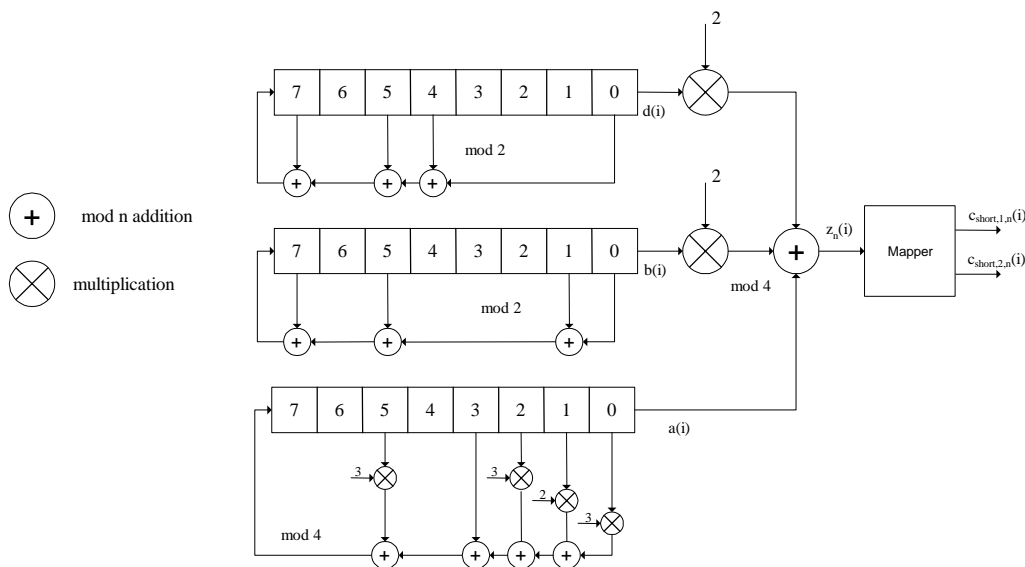 2
7 6 5 4 3 2 1 0
d(i)
mod 2
+ + +
2
+ mod n addition
7 6 5 4 3 2 1 0
b(i)
+
z_n(i)
Mapper
c_short,1,n(i)
c_short,2,n(i)
multiplication
mod 4
mod 2
+ + +
7 6 5 4 3 2 1 0
a(i)
3
3
2
3
mod 4
+ + + +